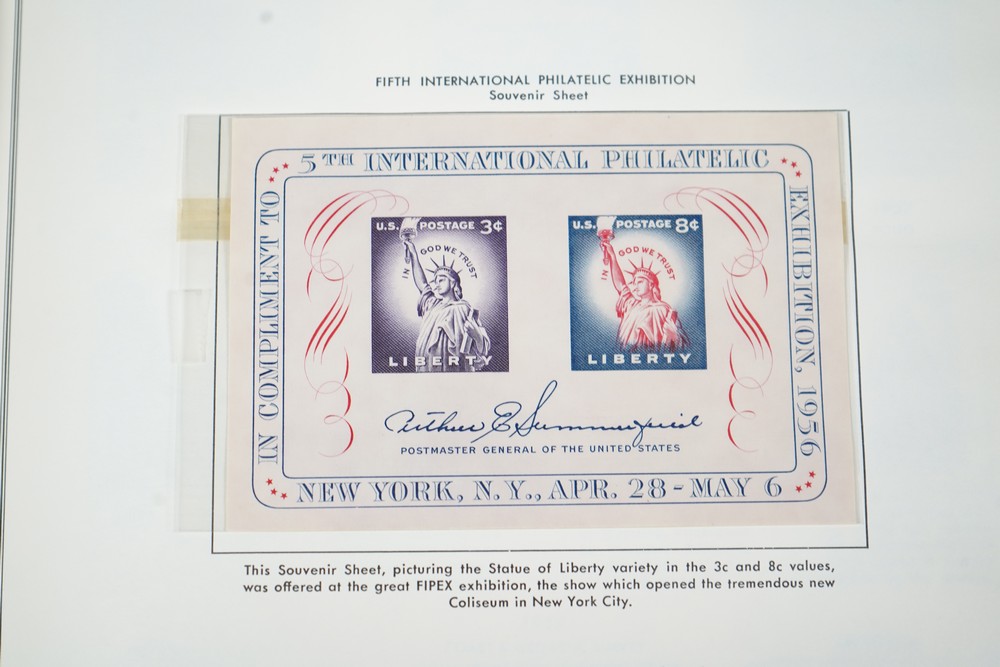 FIFTH INTERNATIONAL PHILATELIC EXHIBITION
Souvenir Sheet
IN COMPLIMENT TO
5TH INTERNATIONAL PHILATELIC
EXHIBITION, 1956
U.S. POSTAGE 3¢
IN GOD WE TRUST
LIBERTY
U.S. POSTAGE 8¢
IN GOD WE TRUST
LIBERTY
Arthur E Summerfield
POSTMASTER GENERAL OF THE UNITED STATES
NEW YORK, N.Y., APR. 28 - MAY 6
This Souvenir Sheet, picturing the Statue of Liberty variety in the 3c and 8c values,
was offered at the great FIPEX exhibition, the show which opened the tremendous new
Coliseum in New York City.